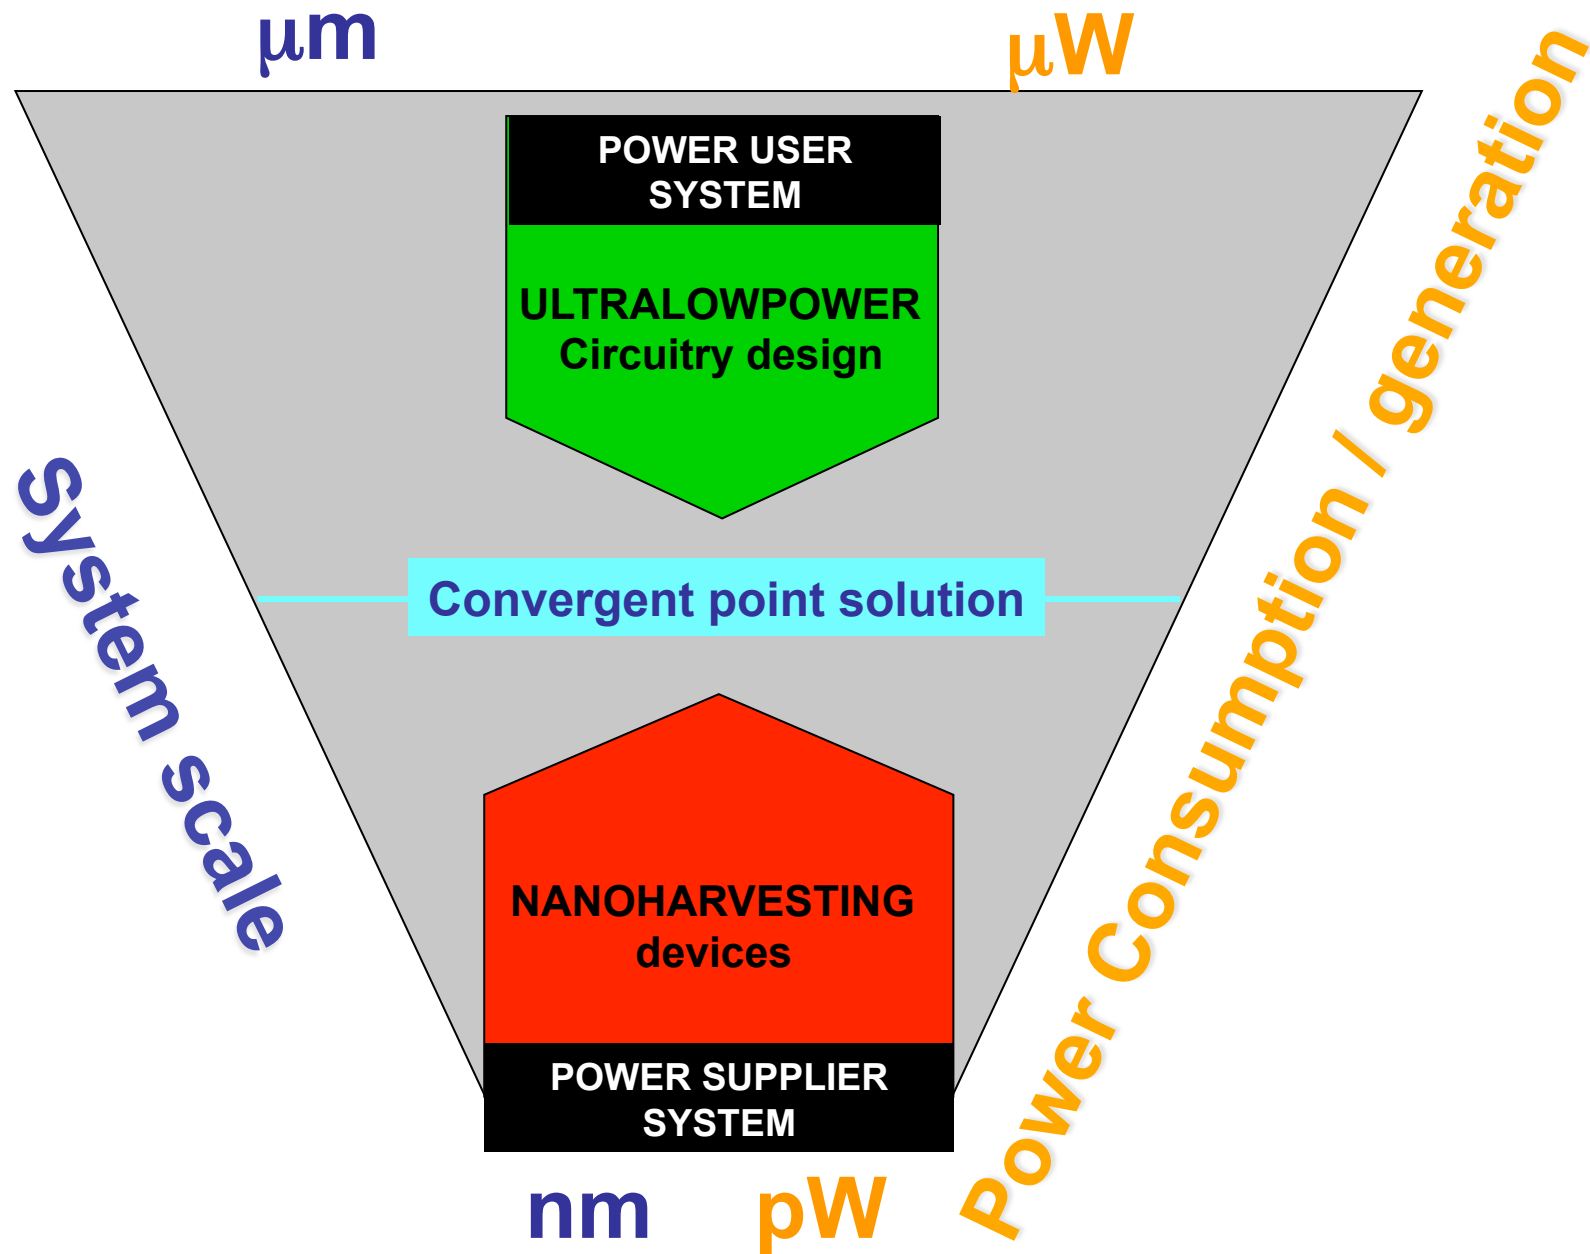 μm
μW
POWER USER
SYSTEM
ULTRALOWPOWER
Circuitry design
System scale
Power Consumption / generation
Convergent point solution
NANOHARVESTING
devices
POWER SUPPLIER
SYSTEM
nm
pW